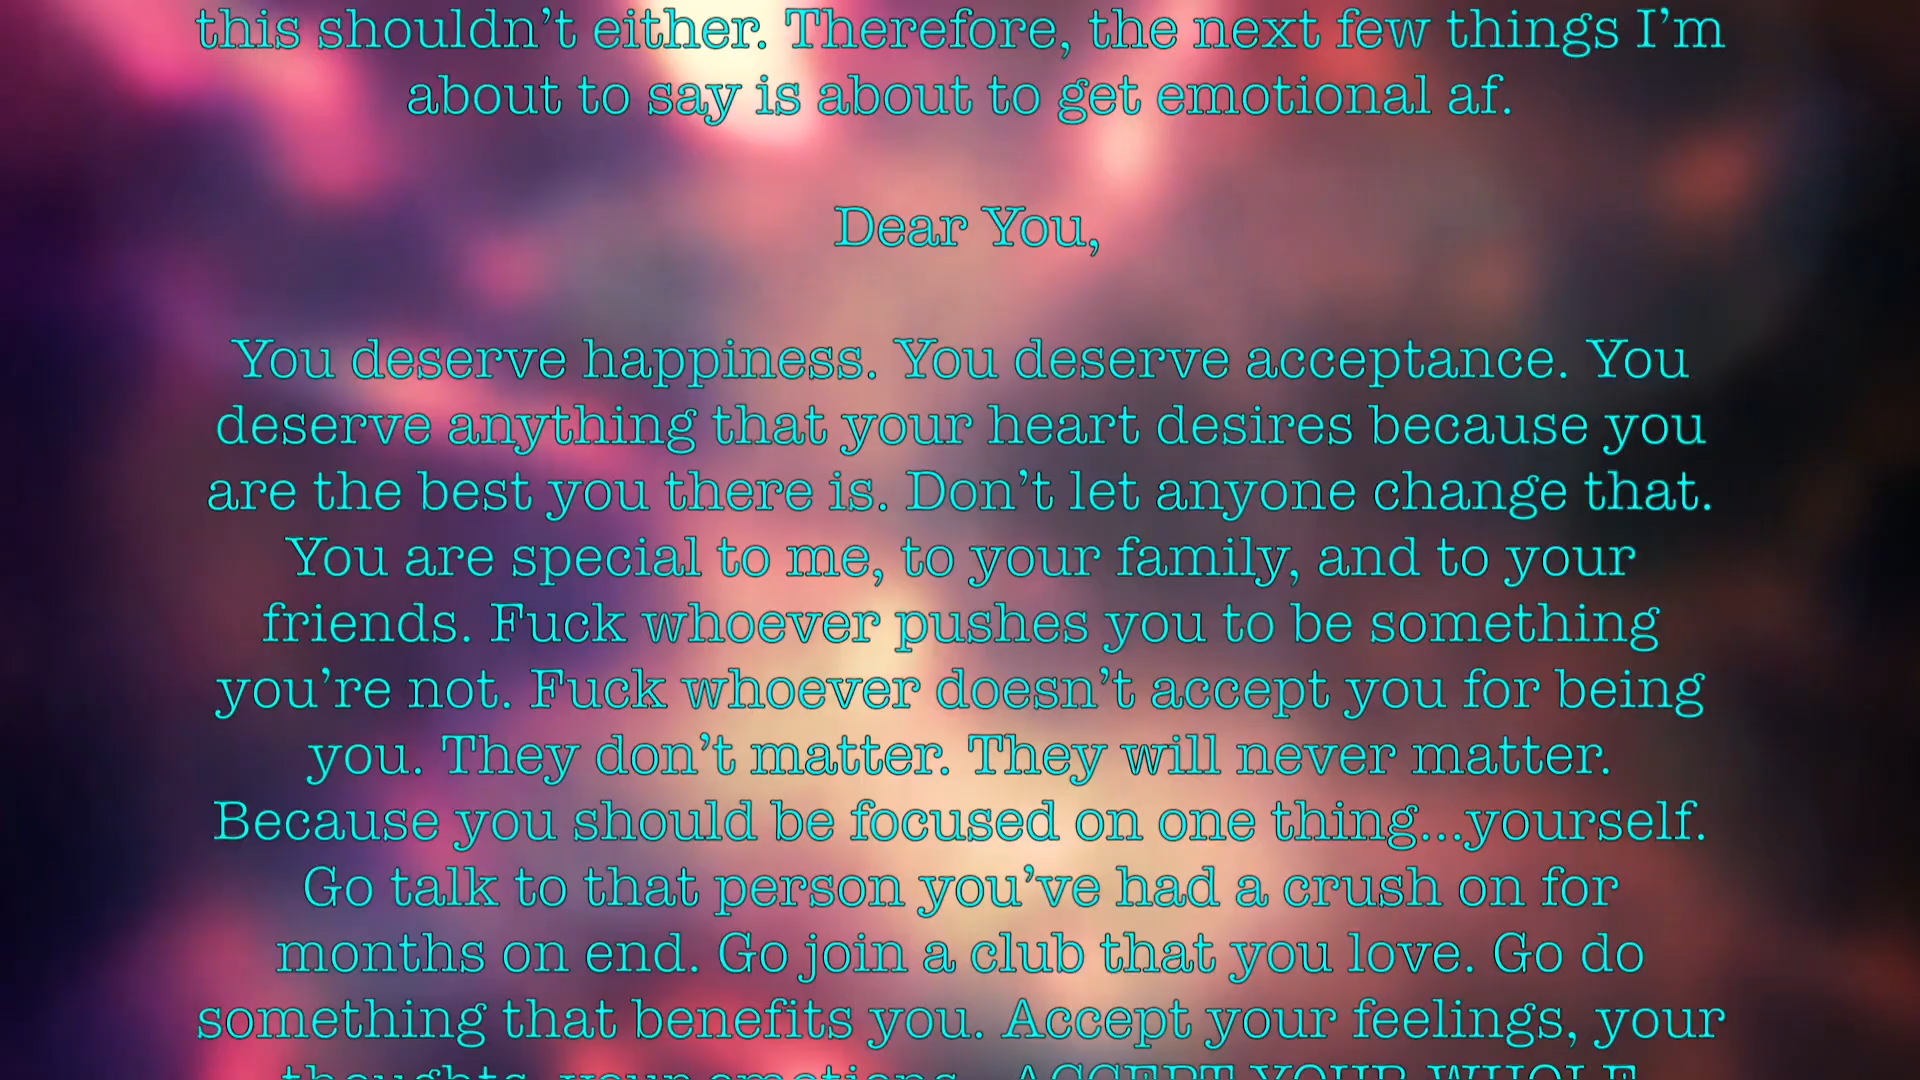 this shouldn’t either. Therefore, the next few things I’m
about to say is about to get emotional af.
Dear You,
You deserve happiness. You deserve acceptance. You
deserve anything that your heart desires because you
are the best you there is. Don’t let anyone change that.
You are special to me, to your family, and to your
friends. Fuck whoever pushes you to be something
you’re not. Fuck whoever doesn’t accept you for being
you. They don’t matter. They will never matter.
Because you should be focused on one thing...yourself.
Go talk to that person you’ve had a crush on for
months on end. Go join a club that you love. Go do
something that benefits you. Accept your feelings, your
thoughts, your emotions... ACCEPT YOUR WHOLE